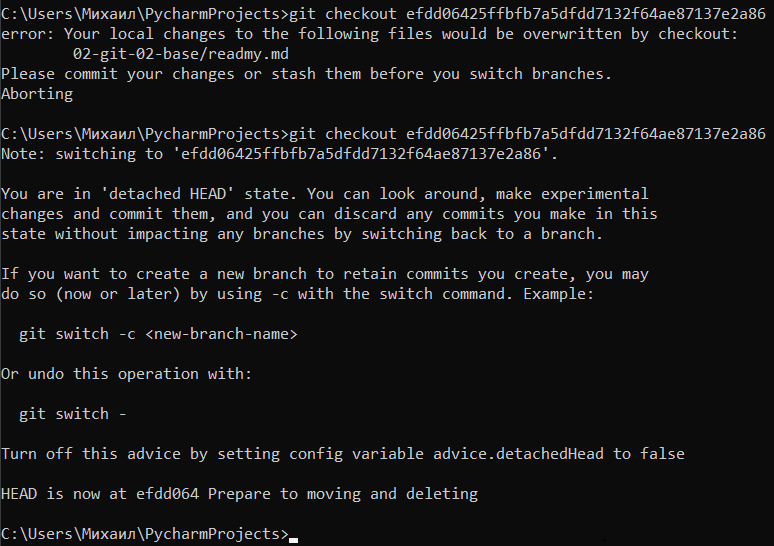 C:\Users\Михаил\PycharmProjects>git checkout efdd06425ffbfb7a5dfdd7132f64ae87137e2a86
error: Your local changes to the following files would be overwritten by checkout:
        02-git-02-base/readmy.md
Please commit your changes or stash them before you switch branches.
Aborting

C:\Users\Михаил\PycharmProjects>git checkout efdd06425ffbfb7a5dfdd7132f64ae87137e2a86
Note: switching to 'efdd06425ffbfb7a5dfdd7132f64ae87137e2a86'.

You are in 'detached HEAD' state. You can look around, make experimental
changes and commit them, and you can discard any commits you make in this
state without impacting any branches by switching back to a branch.

If you want to create a new branch to retain commits you create, you may
do so (now or later) by using -c with the switch command. Example:

  git switch -c <new-branch-name>

Or undo this operation with:

  git switch -

Turn off this advice by setting config variable advice.detachedHead to false

HEAD is now at efdd064 Prepare to moving and deleting

C:\Users\Михаил\PycharmProjects>